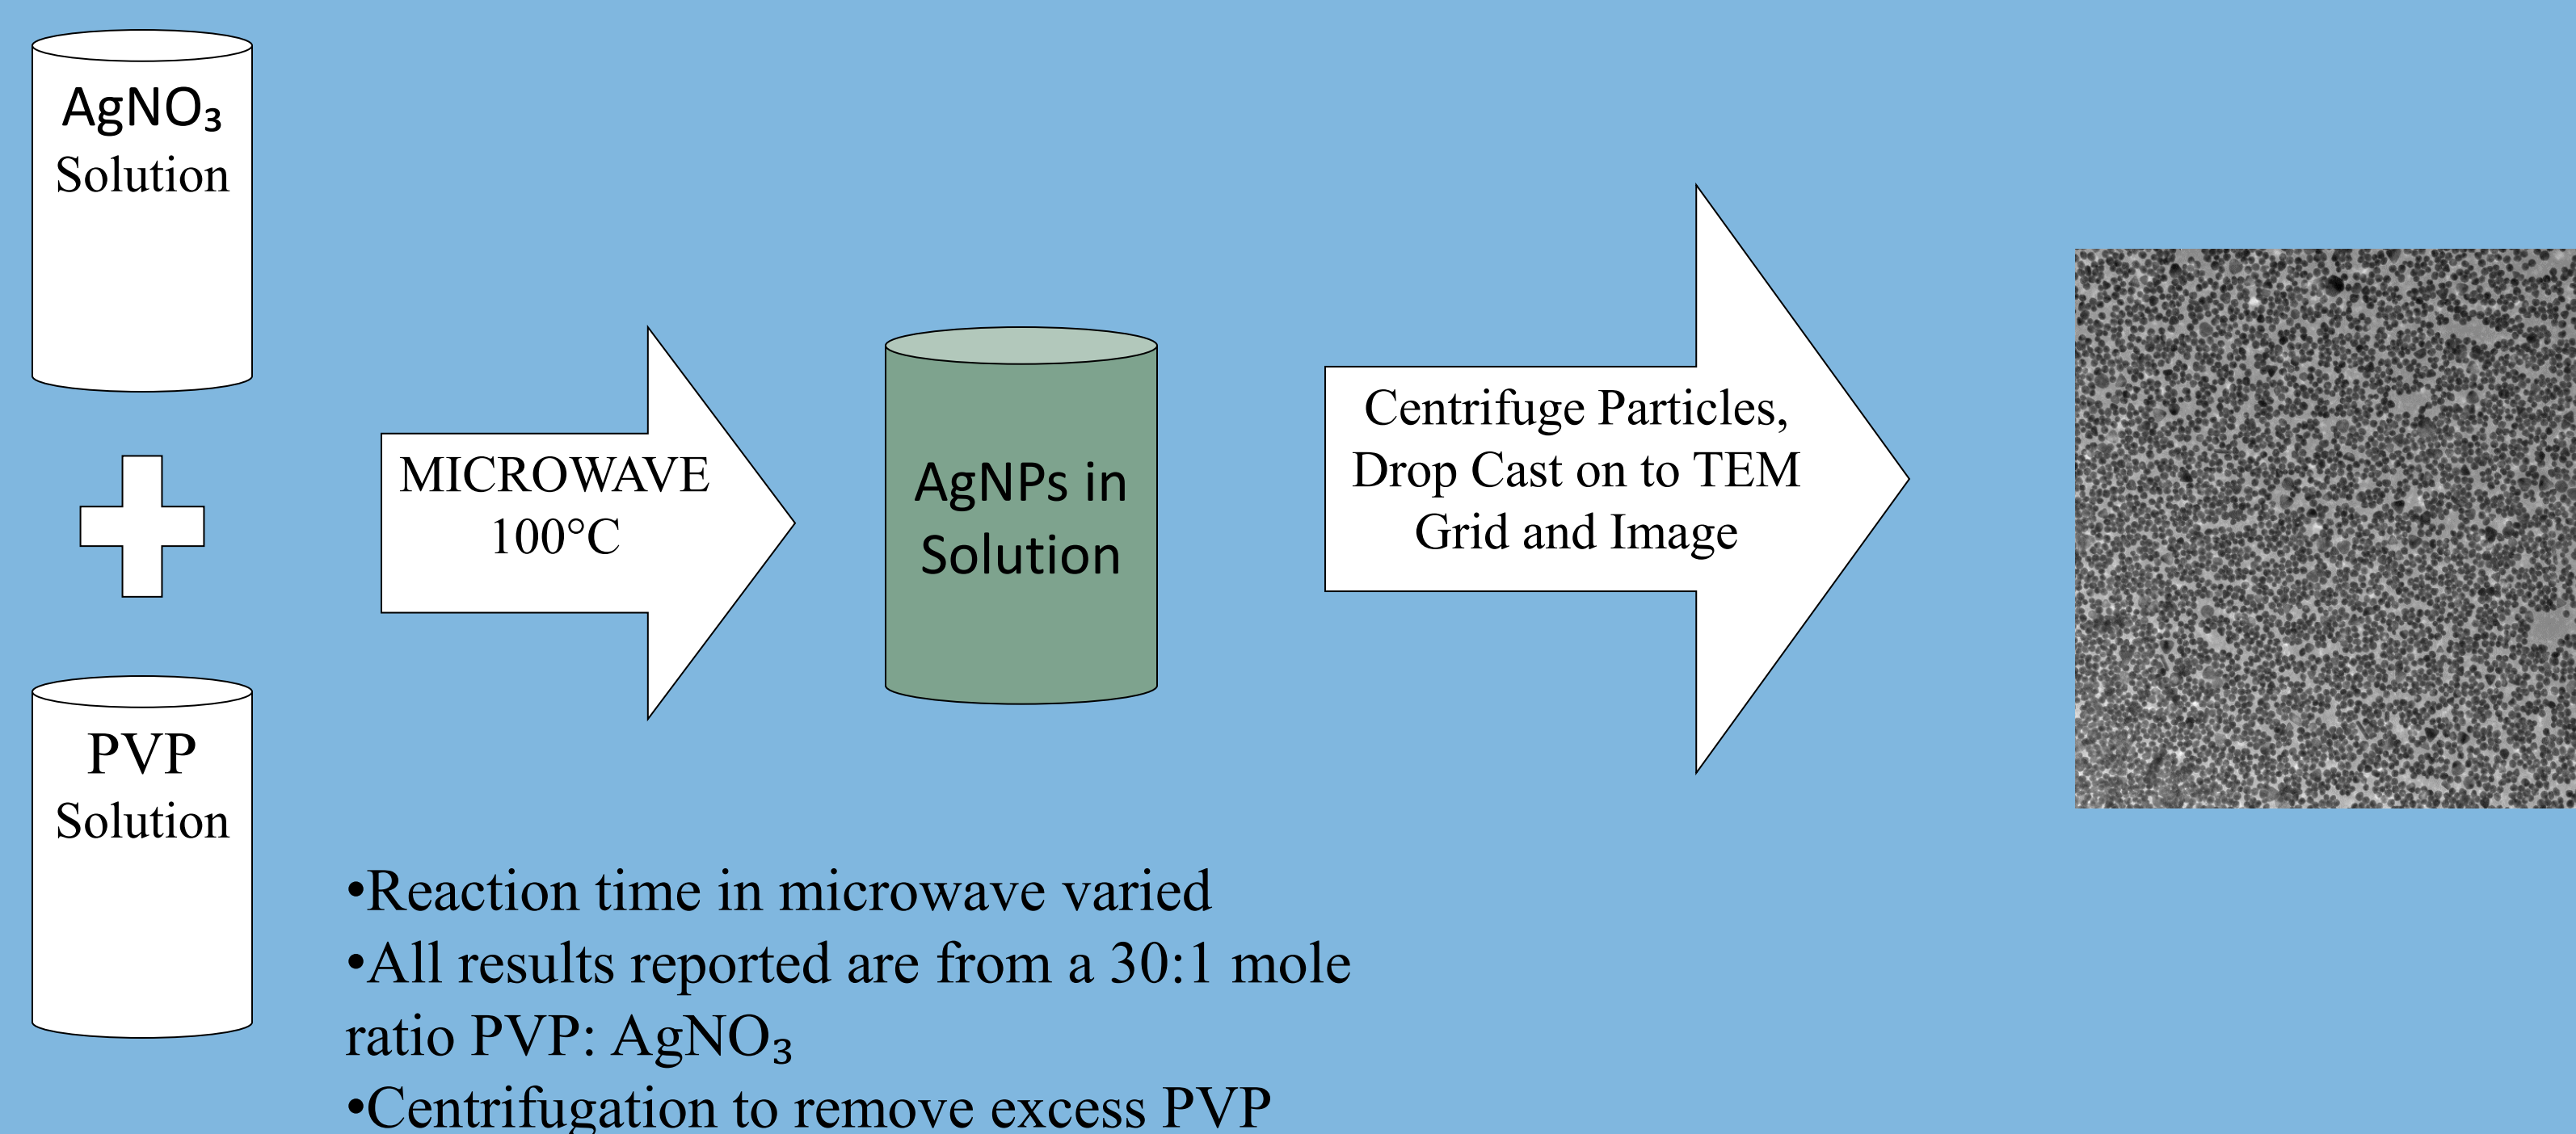 AgNO₃
Solution
PVP
Solution
MICROWAVE
100°C
AgNPs in
Solution
Centrifuge Particles,
Drop Cast on to TEM
Grid and Image
•Reaction time in microwave varied
•All results reported are from a 30:1 mole
ratio PVP: AgNO₃
•Centrifugation to remove excess PVP